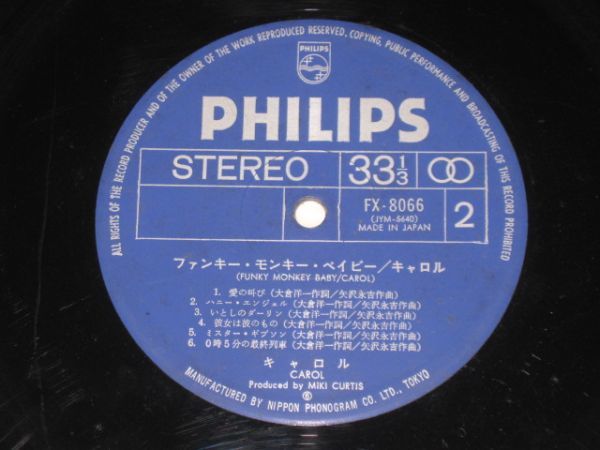 ALL RIGHTS OF THE RECORD PRODUCER AND OF THE OWNER OF THE WORK REPRODUCED RESERVED. COPYING, PUBLIC PERFORMANCE AND BROADCASTING OF THIS RECORD PROHIBITED
PHILIPS
PHILIPS
STEREO 33 1/3
FX-8066
(JYM-5640)
MADE IN JAPAN
2
ファンキー・モンキー・ベイビー/キャロル
(FUNKY MONKEY BABY/CAROL)
1. 愛の叫び (大倉洋一作詞/矢沢永吉作曲)
2. ハニー・エンジェル (大倉洋一作詞/矢沢永吉作曲)
3. いとしのダーリン (大倉洋一作詞/矢沢永吉作曲)
4. 彼女は彼のもの (大倉洋一作詞/矢沢永吉作曲)
5. ミスター・ギブソン (大倉洋一作詞/矢沢永吉作曲)
6. 0時5分の最終列車 (大倉洋一作詞/矢沢永吉作曲)
キャロル
CAROL
Produced by MIKI CURTIS
MANUFACTURED BY NIPPON PHONOGRAM CO. LTD., TOKYO